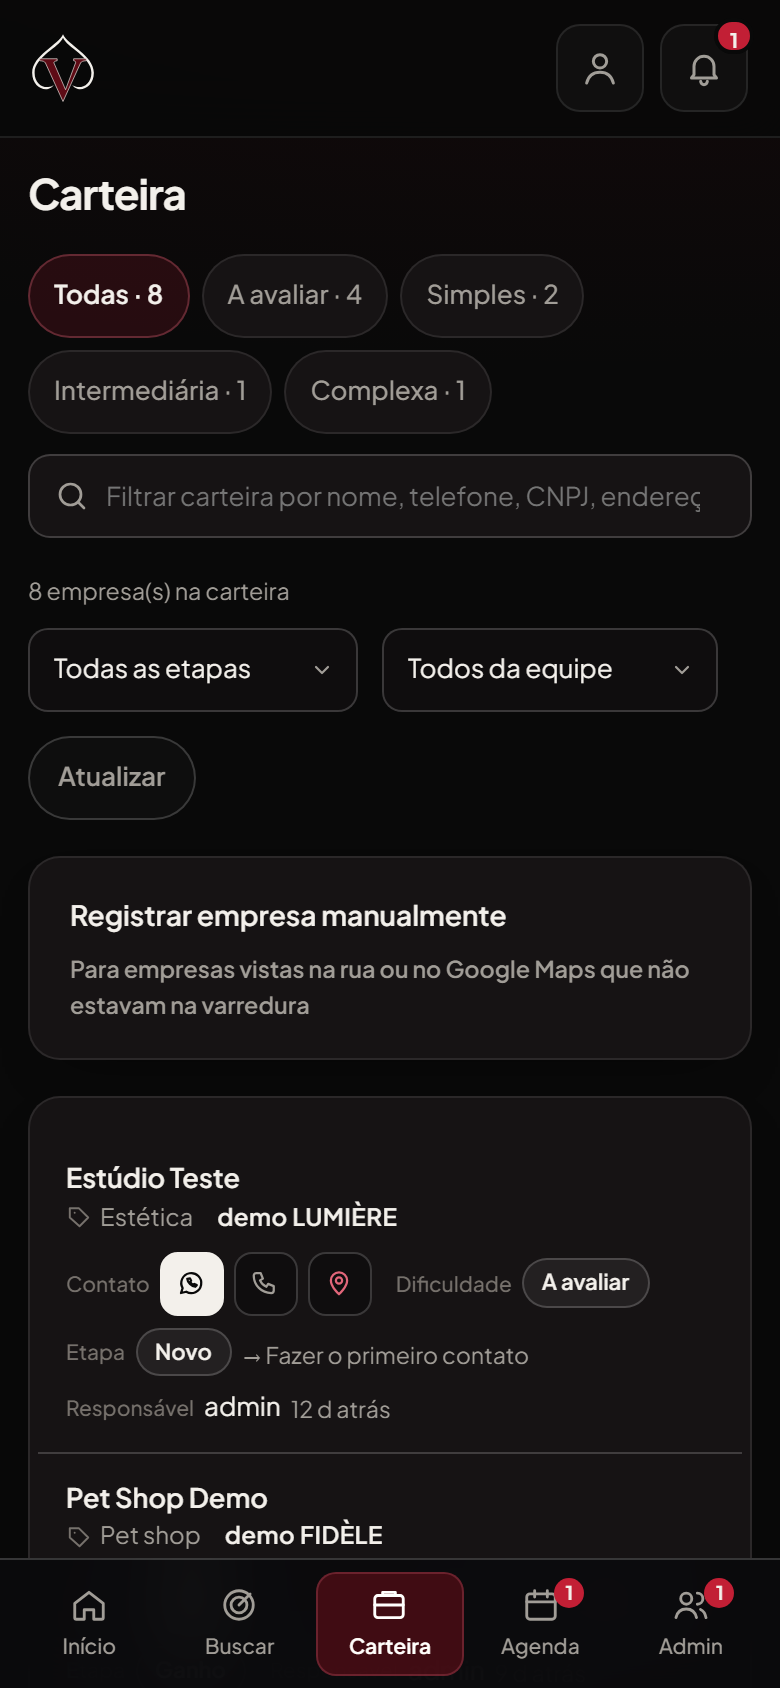 V
1
Carteira
Todas · 8
A avaliar · 4
Simples · 2
Intermediária · 1
Complexa · 1
Filtrar carteira por nome, telefone, CNPJ, endereç
8 empresa(s) na carteira
Todas as etapas
Todos da equipe
Atualizar
Registrar empresa manualmente
Para empresas vistas na rua ou no Google Maps que não
estavam na varredura
Estúdio Teste
Estética demo LUMIÈRE
Contato Dificuldade A avaliar
Etapa Novo → Fazer o primeiro contato
Responsável admin 12 d atrás
Pet Shop Demo
Pet shop demo FIDÈLE
1 1
Início Buscar Carteira Agenda Admin